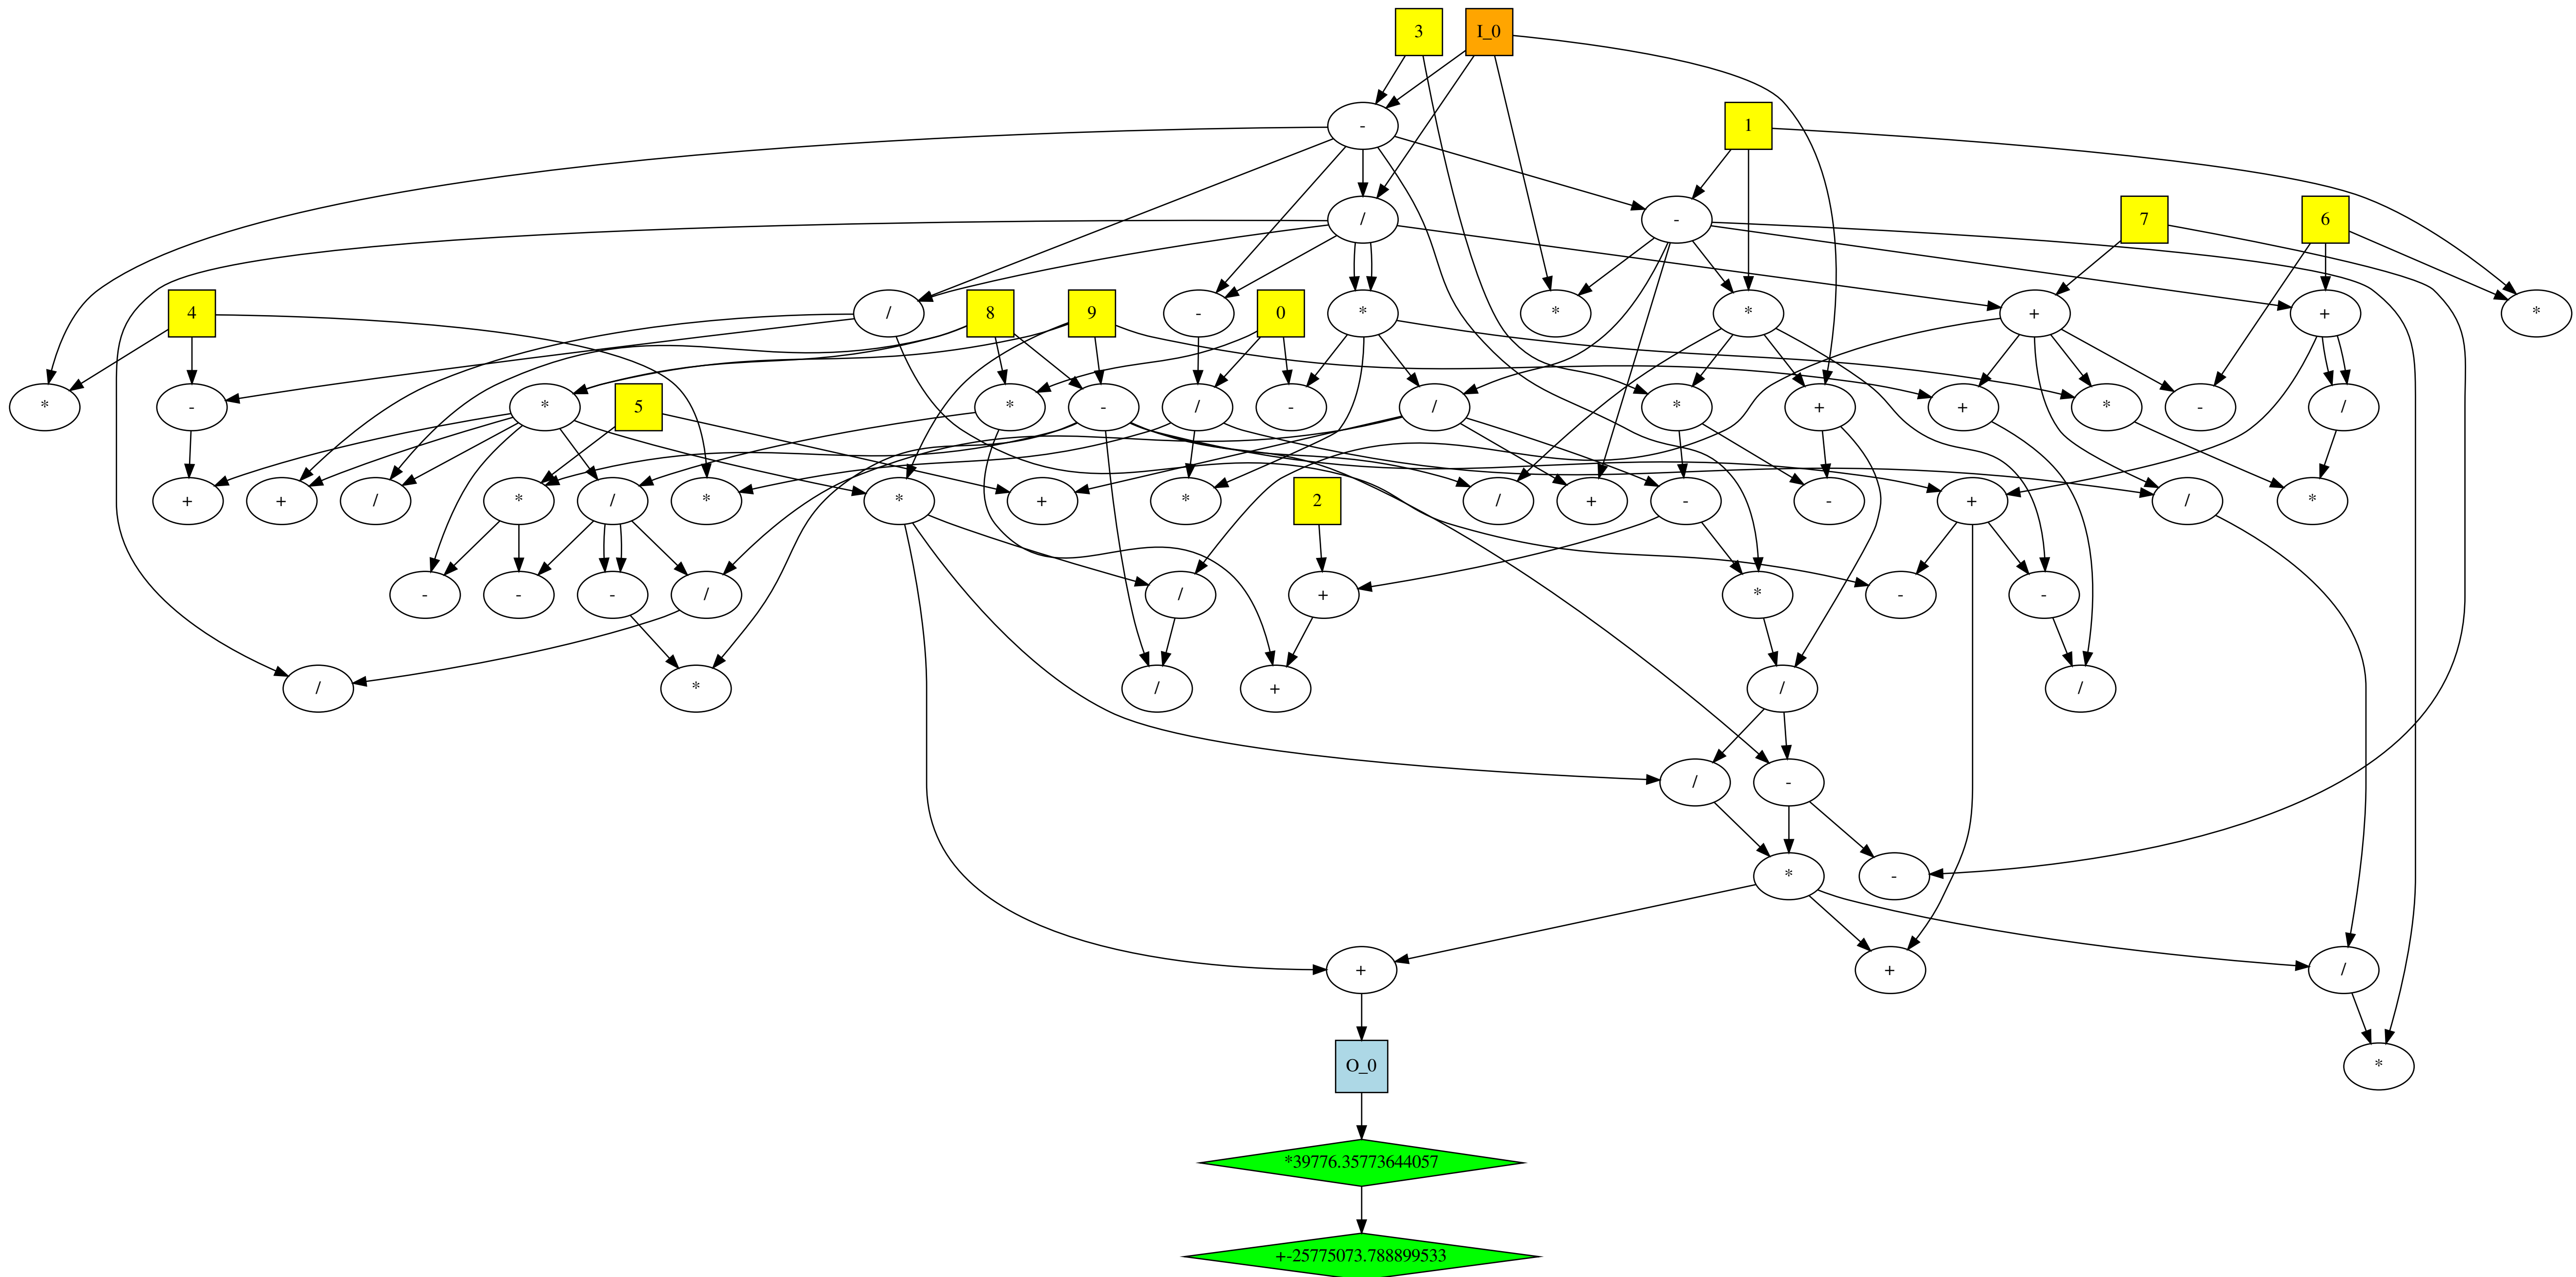 3 I_0
- 1
/ - 7 6
4 / 8 9 0 - * * * + + *
* - * 5 * - / - / * + + * - /
+ + / * / * * + * / + - - + / *
- - - / / 2 + * - -
/ * / + / /
/ -
* -
+ + /
O_0 *
*39776.35773644057
+-25775073.788899533